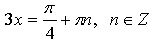 3x = π/4 + πn, n ∈ Z